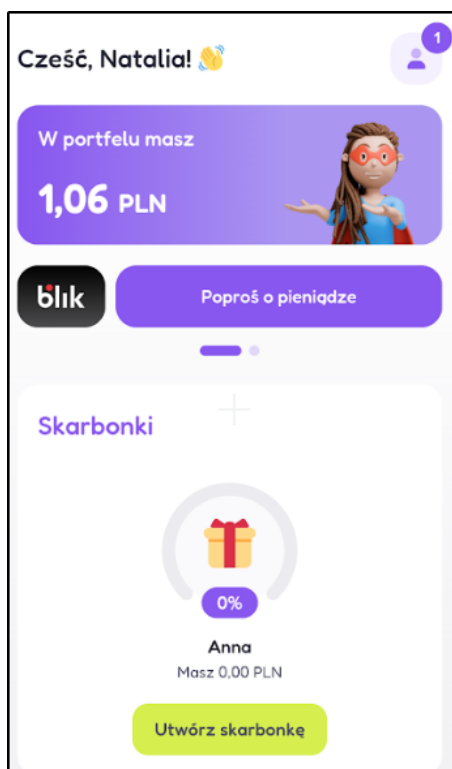 Cześć, Natalia! 👋
1
W portfelu masz
1,06 PLN
blik
Poproś o pieniądze
Skarbonki
0%
Anna
Masz 0,00 PLN
Utwórz skarbonkę